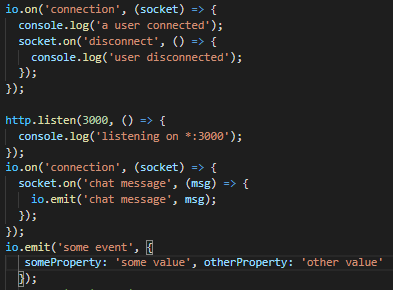 io.on('connection', (socket) => {
  console.log('a user connected');
  socket.on('disconnect', () => {
    console.log('user disconnected');
  });
});

http.listen(3000, () => {
  console.log('listening on *:3000');
});
io.on('connection', (socket) => {
  socket.on('chat message', (msg) => {
    io.emit('chat message', msg);
  });
});
io.emit('some event', {
   someProperty: 'some value', otherProperty: 'other value'
  });